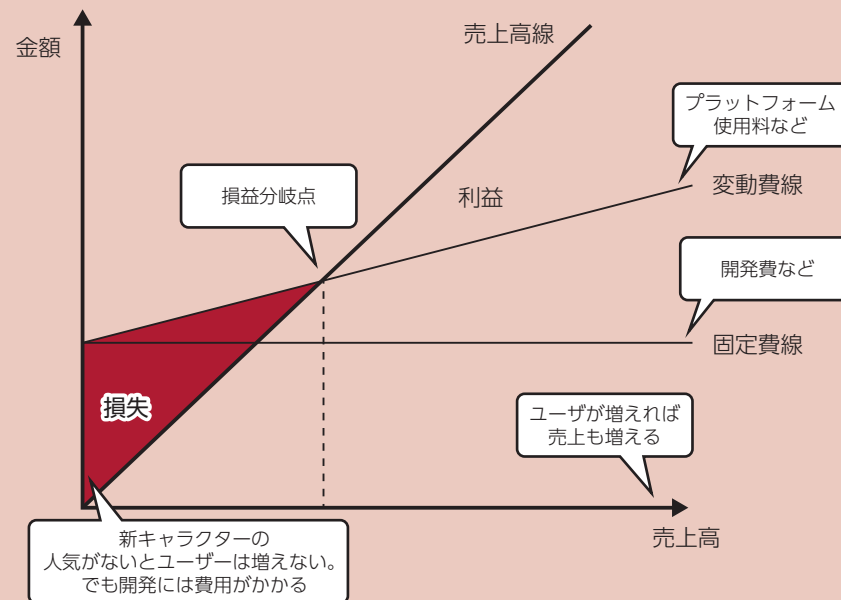 金額
売上高線
プラットフォーム
使用料など
変動費線
損益分岐点
利益
開発費など
固定費線
損失
ユーザが増えれば
売上も増える
売上高
新キャラクターの
人気がないとユーザーは増えない。
でも開発には費用がかかる